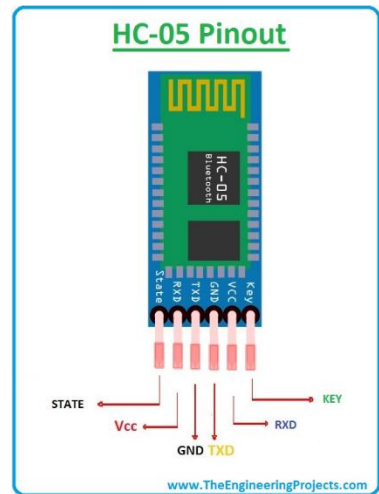 HC-05 Pinout
HC-05
Bluetooth
State
RXD
TXD
GND
VCC
Key
STATE
KEY
Vcc
RXD
GND
TXD
www.TheEngineeringProjects.com